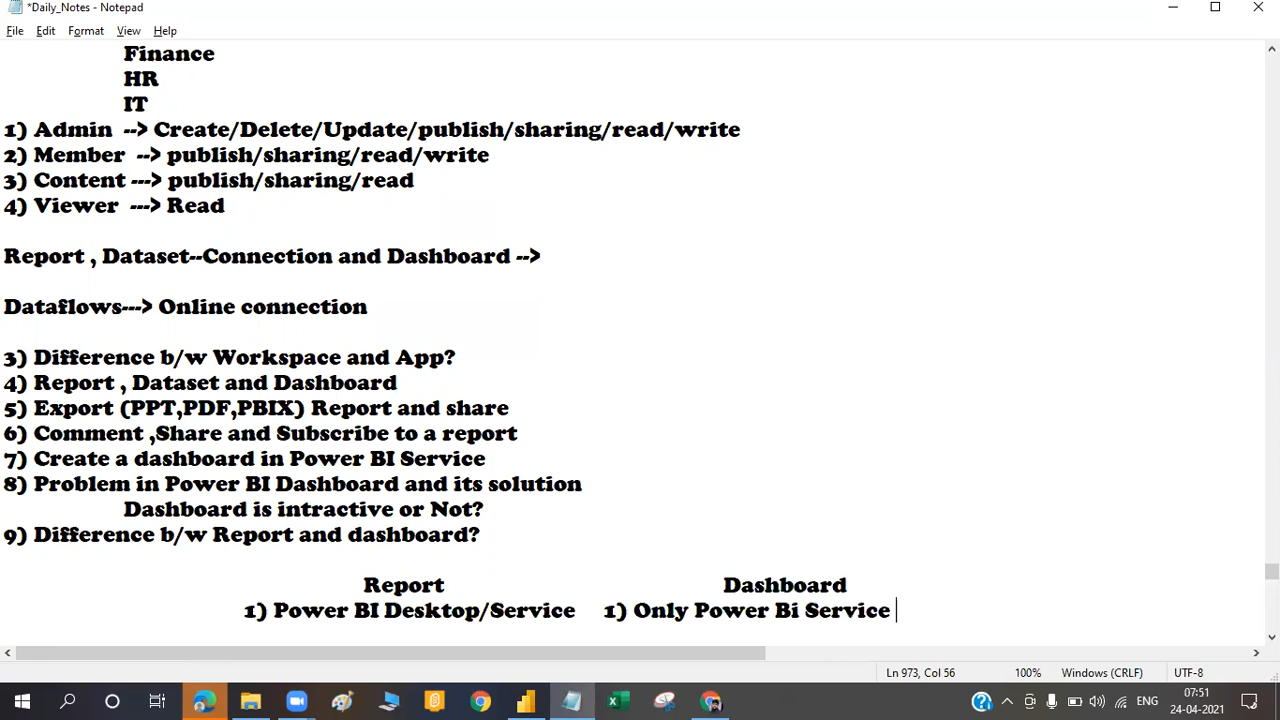 *Daily_Notes - Notepad
File Edit Format View Help
Finance
HR
IT
1) Admin --> Create/Delete/Update/publish/sharing/read/write
2) Member --> publish/sharing/read/write
3) Content ---> publish/sharing/read
4) Viewer ---> Read
Report , Dataset--Connection and Dashboard -->
Dataflows---> Online connection
3) Difference b/w Workspace and App?
4) Report , Dataset and Dashboard
5) Export (PPT,PDF,PBIX) Report and share
6) Comment ,Share and Subscribe to a report
7) Create a dashboard in Power BI Service
8) Problem in Power BI Dashboard and its solution
Dashboard is intractive or Not?
9) Difference b/w Report and dashboard?
Report Dashboard
1) Power BI Desktop/Service 1) Only Power Bi Service
Ln 973, Col 56 100% Windows (CRLF) UTF-8
ENG 07:51
24-04-2021